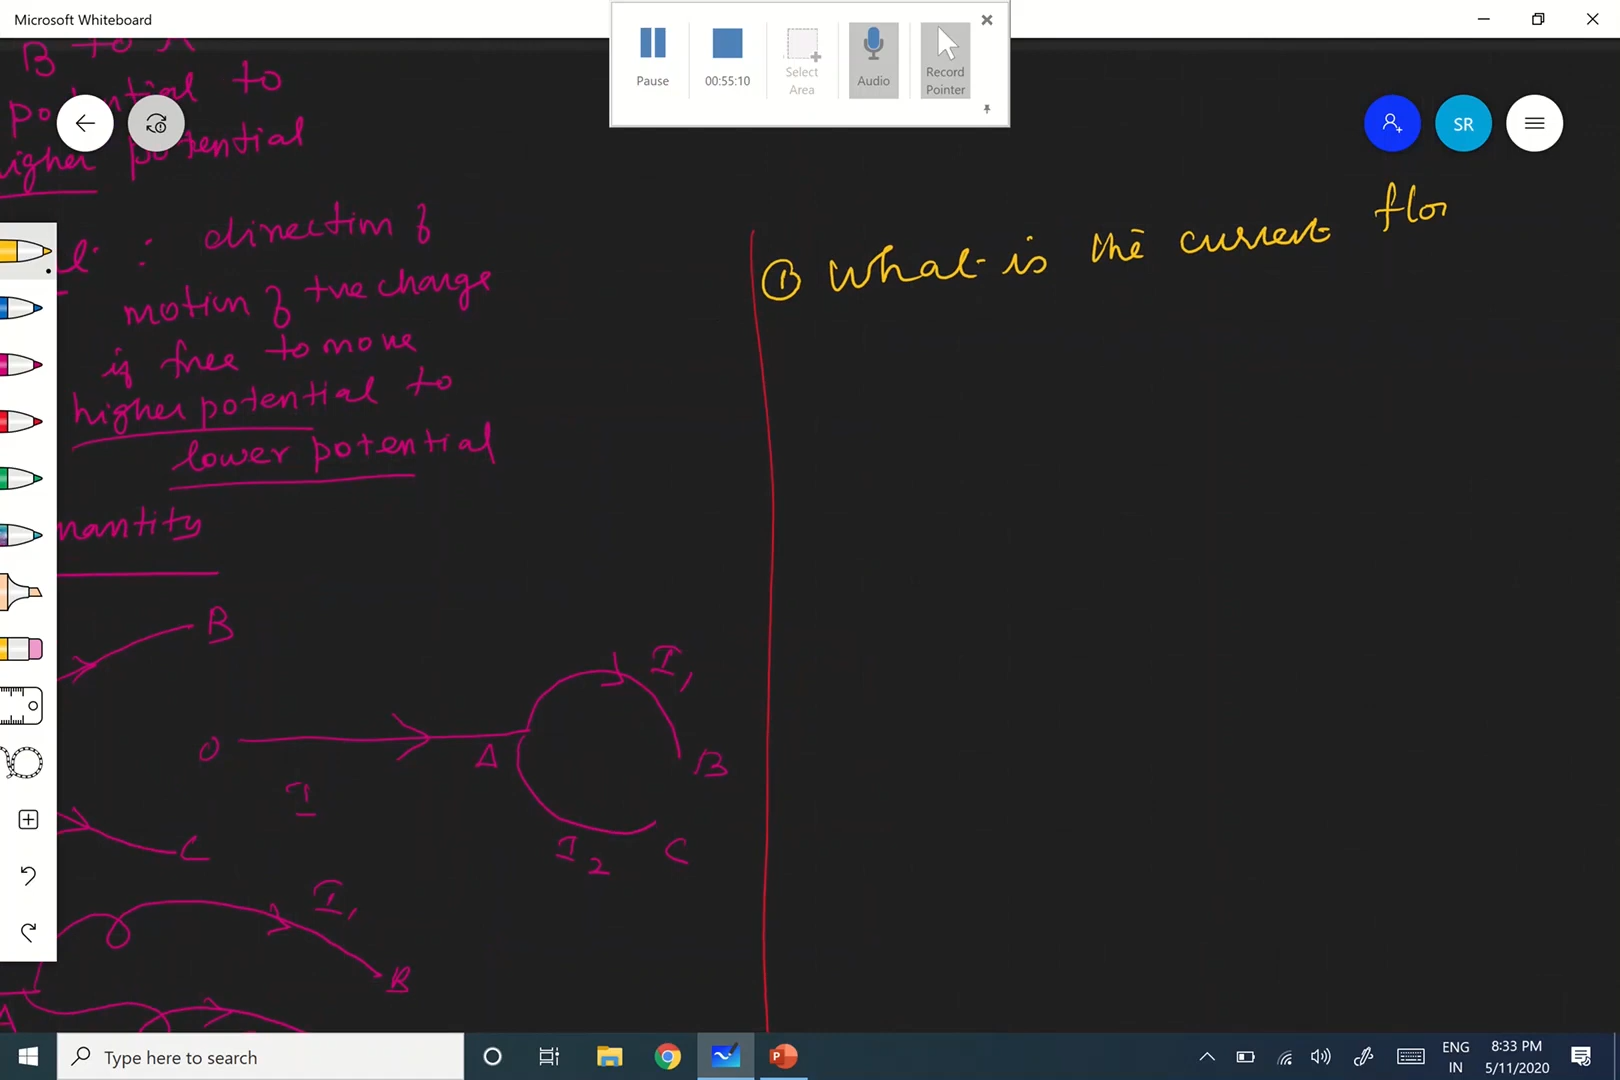 Microsoft Whiteboard
Pause
00:55:10
Select Area
Audio
Record Pointer
SR
B to A
potential to
higher potential
: direction of
motion of +ve charge
if free to move
higher potential to
lower potential
uantity
B
C
O
I
A
I1
B
I2
C
I1
B
A
① What is the current flo
Type here to search
ENG
IN
8:33 PM
5/11/2020